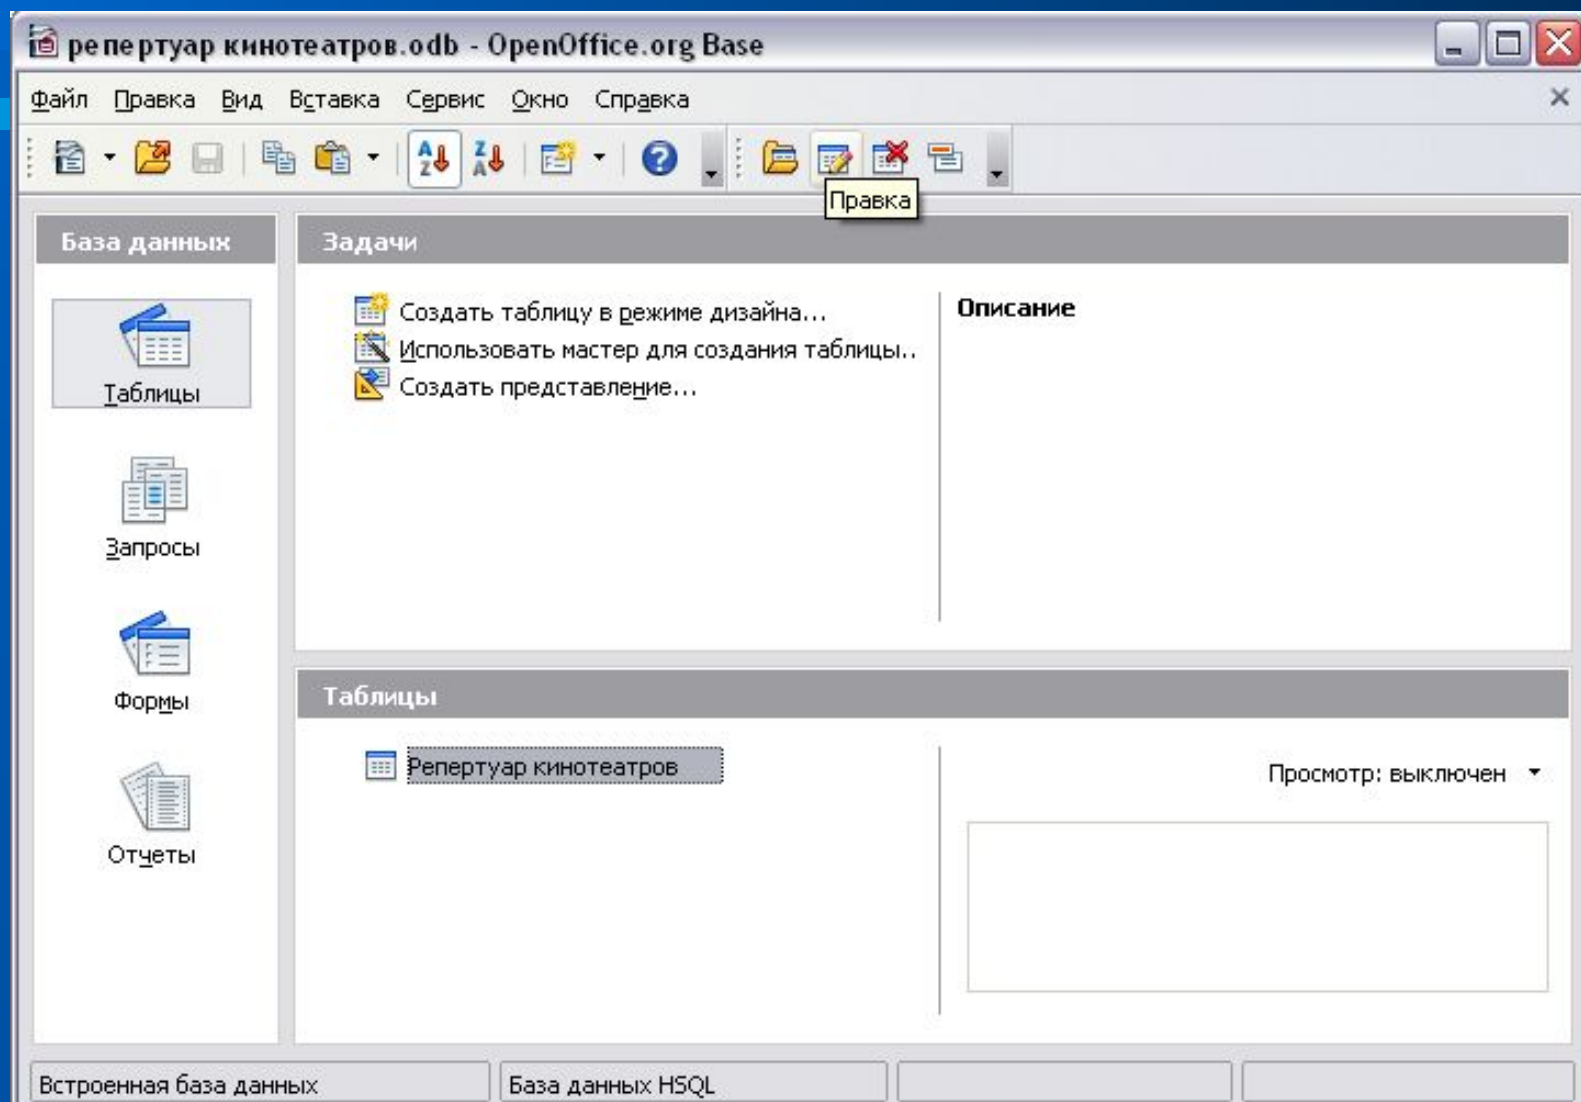 репертуар кинотеатров.odb - OpenOffice.org Base
Файл Правка Вид Вставка Сервис Окно Справка
Правка
База данных
Таблицы
Запросы
Формы
Отчеты
Задачи
Создать таблицу в режиме дизайна...
Использовать мастер для создания таблицы..
Создать представление...
Описание
Таблицы
Репертуар кинотеатров
Просмотр: выключен
Встроенная база данных
База данных HSQL